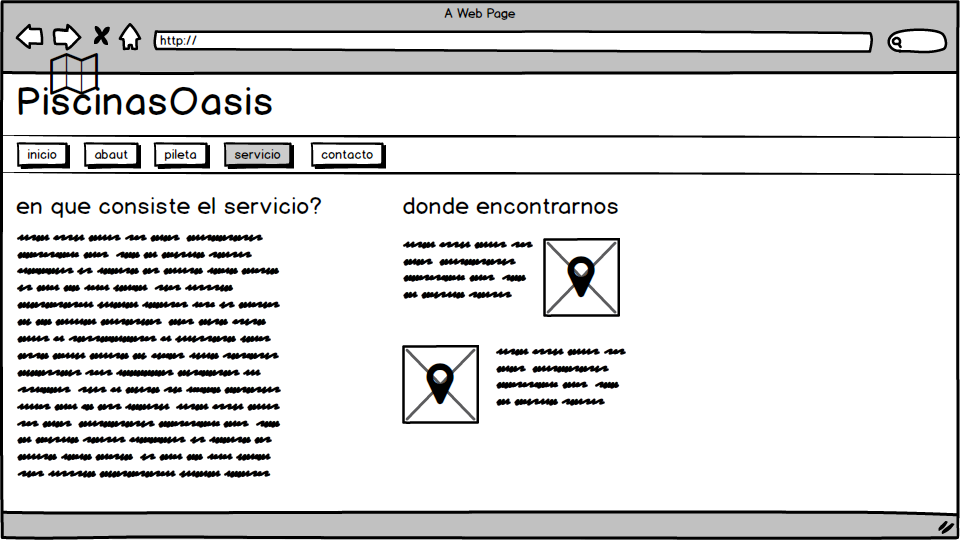 A Web Page
http://
PiscinasOasis
inicio
abaut
pileta
servicio
contacto
en que consiste el servicio?
donde encontrarnos